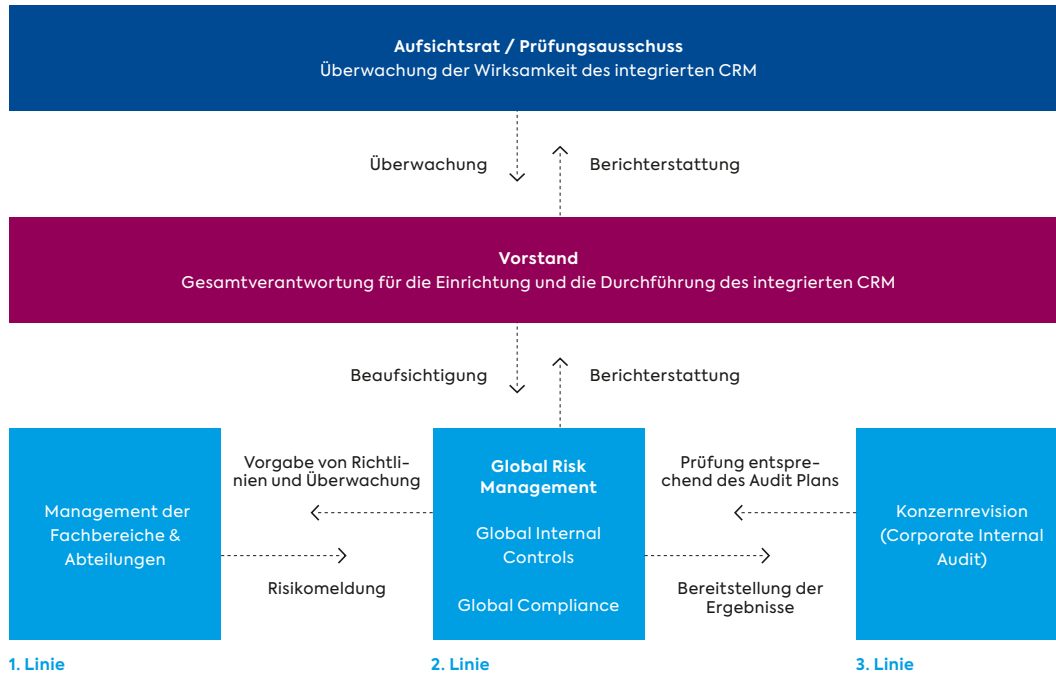 Aufsichtsrat / Prüfungsausschuss
Überwachung der Wirksamkeit des integrierten CRM
Überwachung
Berichterstattung
Vorstand
Gesamtverantwortung für die Einrichtung und die Durchführung des integrierten CRM
Beaufsichtigung
Berichterstattung
Management der
Fachbereiche &
Abteilungen
Vorgabe von Richtli-
nien und Überwachung
Risikomeldung
Global Risk
Management
Global Internal
Controls
Global Compliance
Prüfung entspre-
chend des Audit Plans
Bereitstellung der
Ergebnisse
Konzernrevision
(Corporate Internal
Audit)
1. Linie
2. Linie
3. Linie